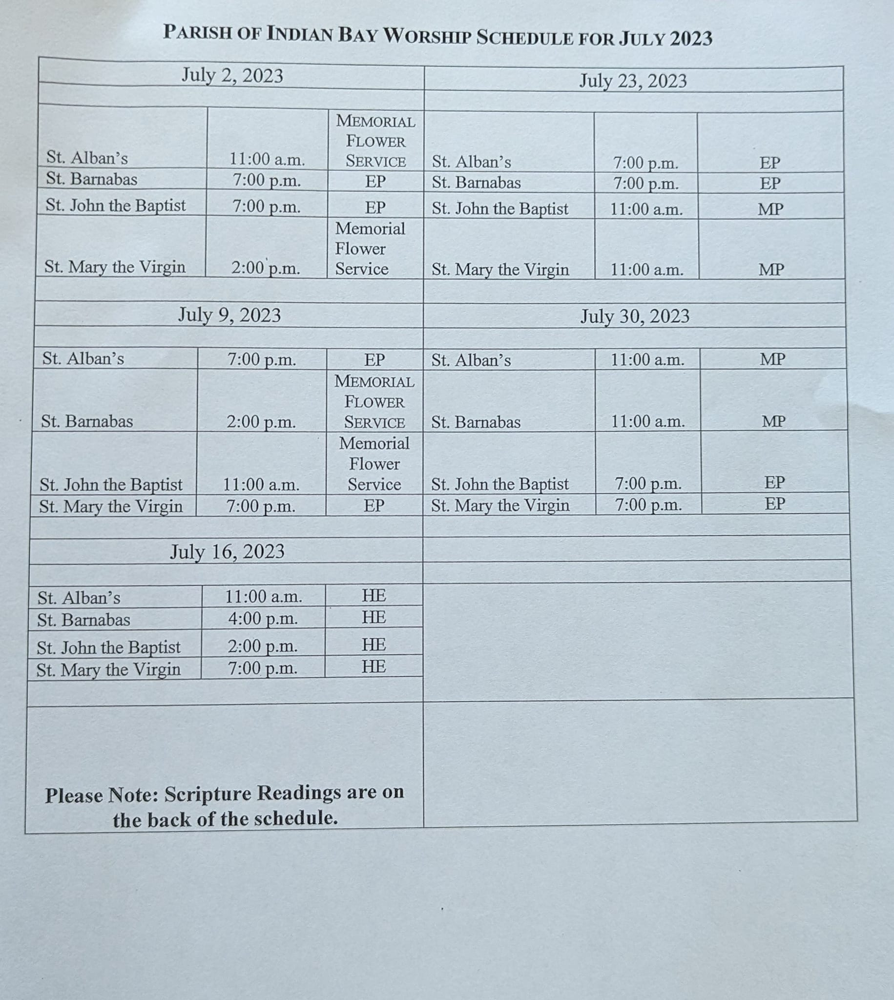 PARISH OF INDIAN BAY WORSHIP SCHEDULE FOR JULY 2023
July 2, 2023
MEMORIAL
FLOWER
St. Alban’s 11:00 a.m. SERVICE
St. Barnabas 7:00 p.m. EP
St. John the Baptist 7:00 p.m. EP
Memorial
Flower
St. Mary the Virgin 2:00 p.m. Service
July 9, 2023
St. Alban’s 7:00 p.m. EP
MEMORIAL
FLOWER
St. Barnabas 2:00 p.m. SERVICE
Memorial
Flower
St. John the Baptist 11:00 a.m. Service
St. Mary the Virgin 7:00 p.m. EP
July 16, 2023
St. Alban’s 11:00 a.m. HE
St. Barnabas 4:00 p.m. HE
St. John the Baptist 2:00 p.m. HE
St. Mary the Virgin 7:00 p.m. HE
Please Note: Scripture Readings are on
the back of the schedule.
July 23, 2023
St. Alban’s 7:00 p.m. EP
St. Barnabas 7:00 p.m. EP
St. John the Baptist 11:00 a.m. MP
St. Mary the Virgin 11:00 a.m. MP
July 30, 2023
St. Alban’s 11:00 a.m. MP
St. Barnabas 11:00 a.m. MP
St. John the Baptist 7:00 p.m. EP
St. Mary the Virgin 7:00 p.m. EP